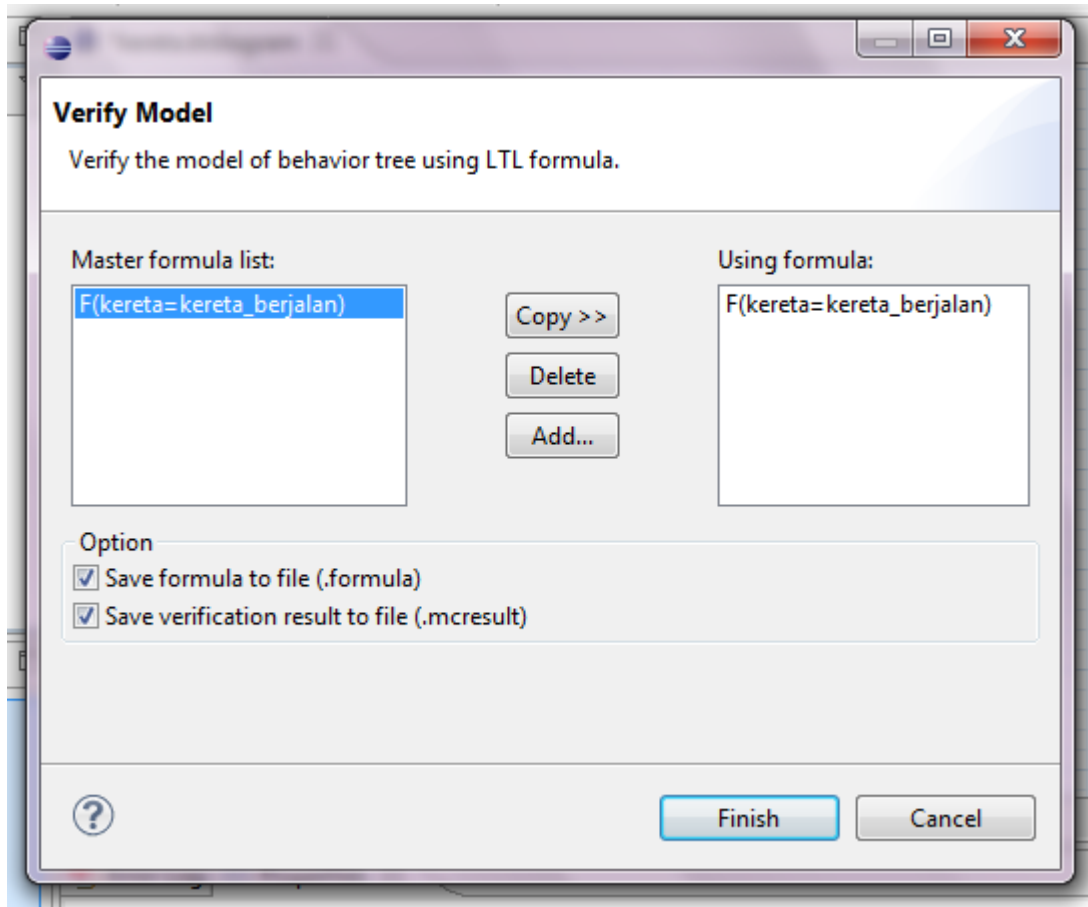 Verify Model
Verify the model of behavior tree using LTL formula.
Master formula list:
Using formula:
F(kereta=kereta_berjalan)
F(kereta=kereta_berjalan)
Copy >>
Delete
Add...
Option
Save formula to file (.formula)
Save verification result to file (.mcresult)
?
Finish
Cancel